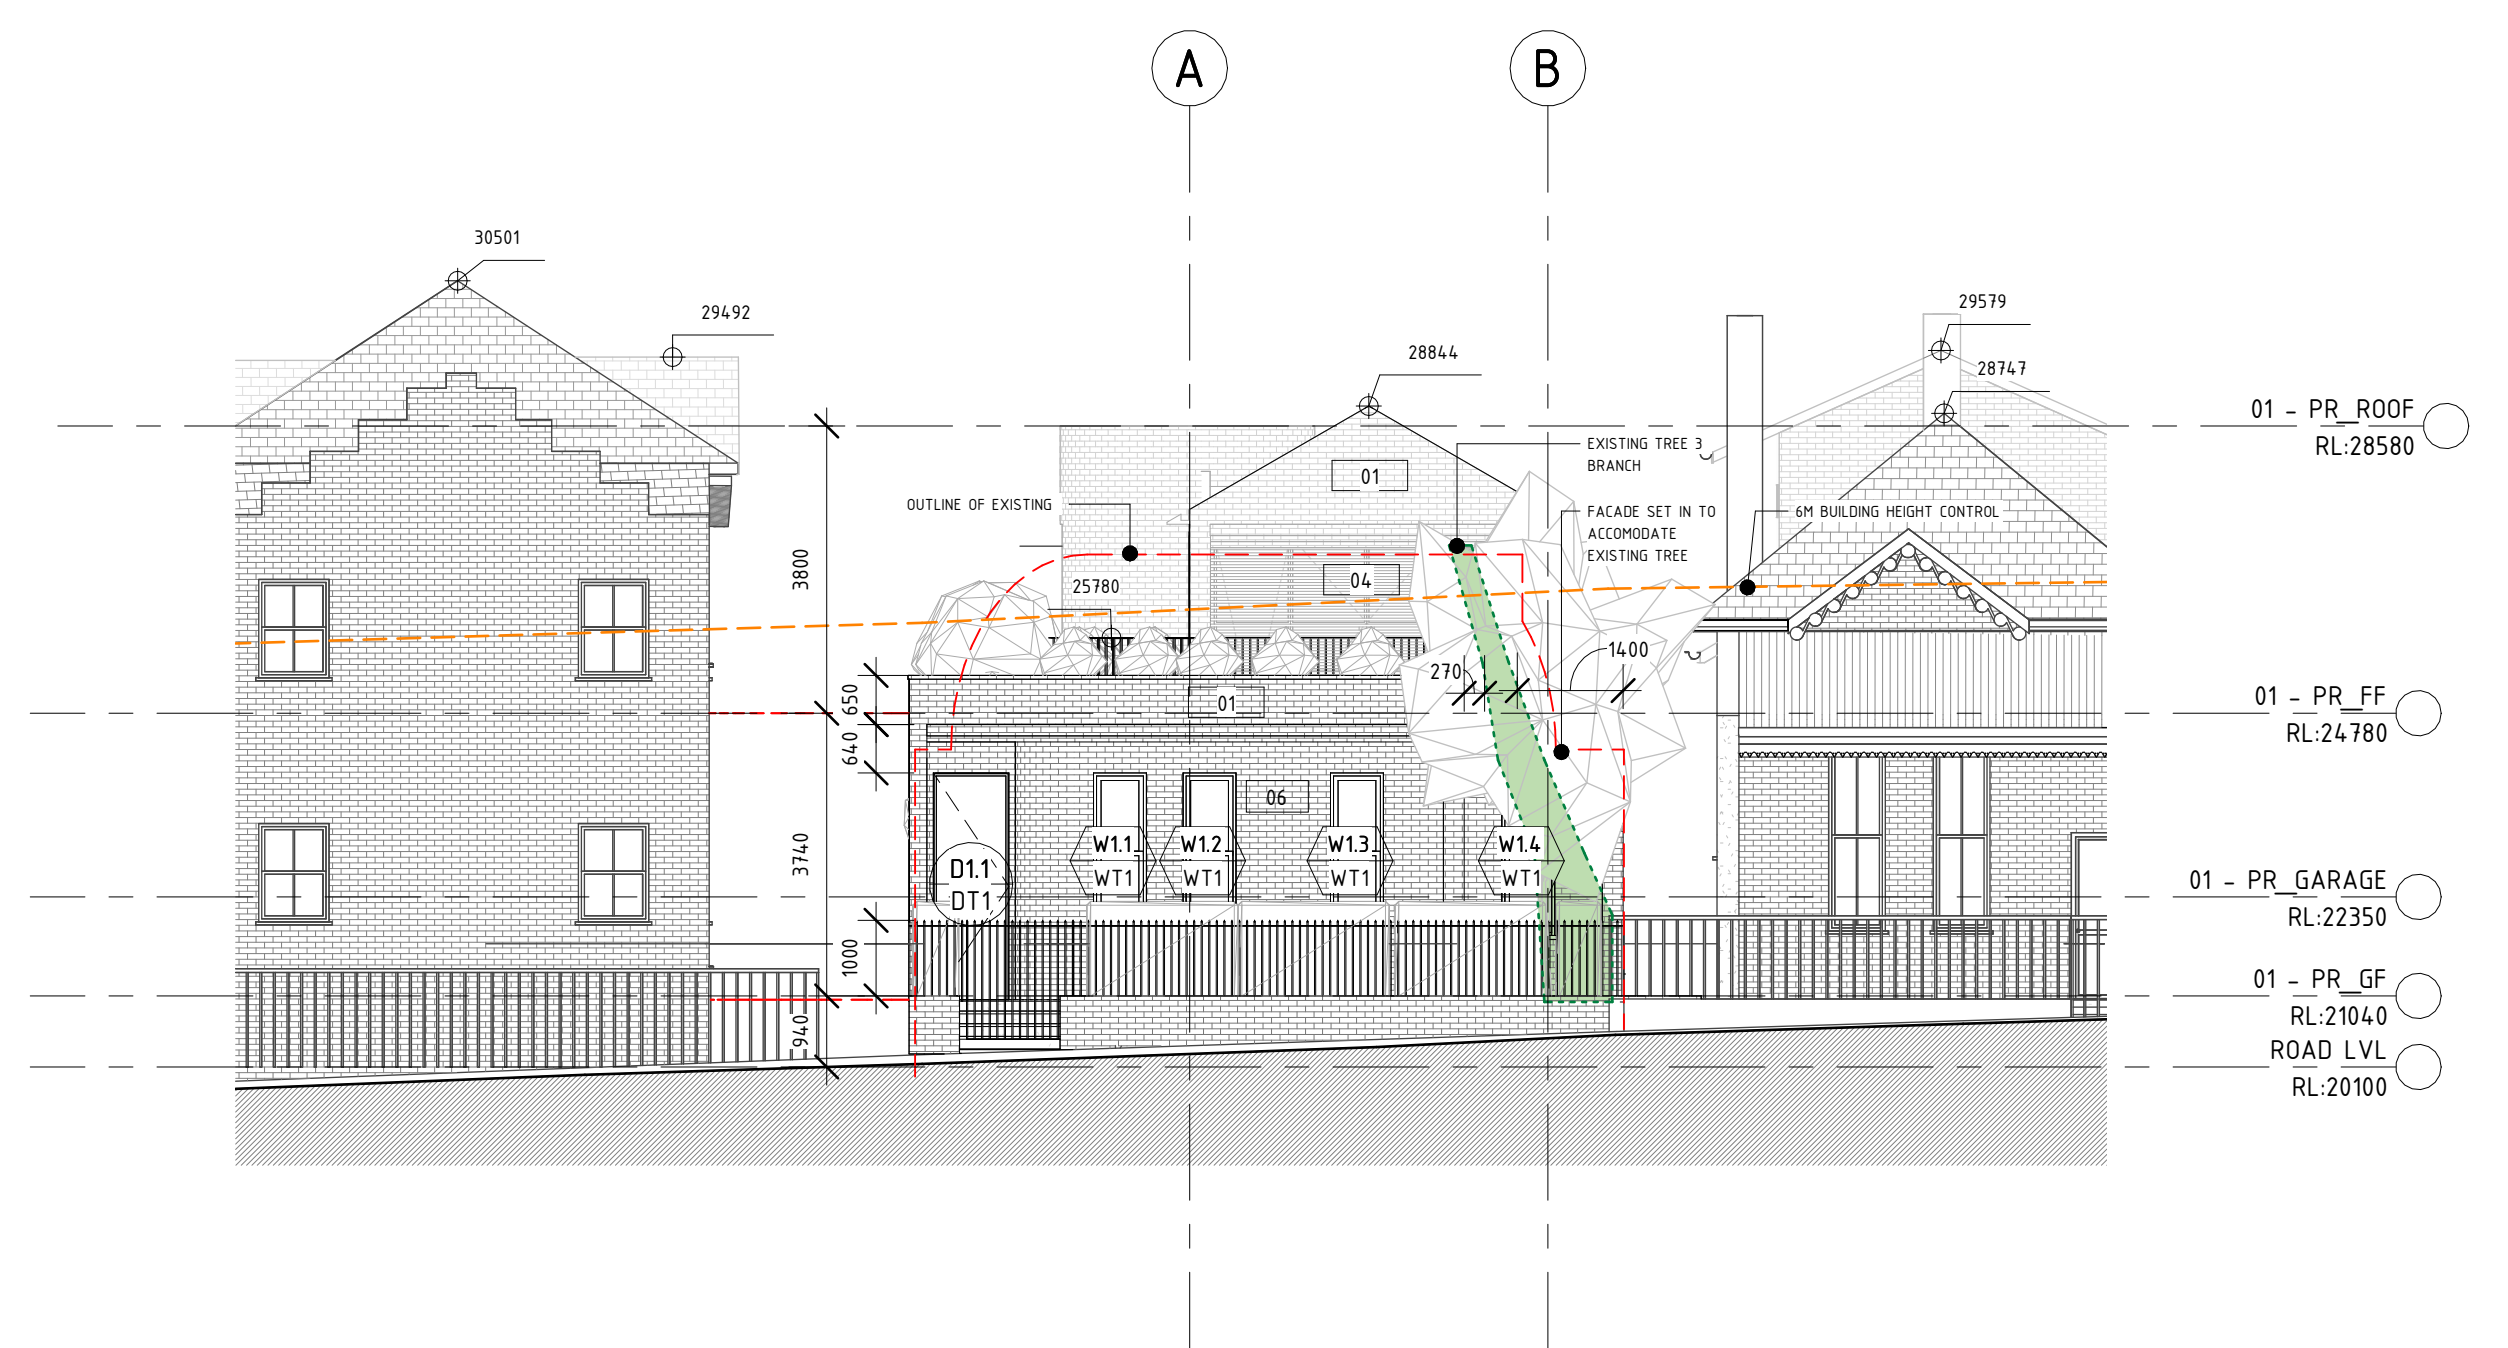 A
B
30501
29492
28844
29579
28747
01 - PR_ROOF
RL:28580
EXISTING TREE 3
BRANCH
01
OUTLINE OF EXISTING
FACADE SET IN TO
ACCOMODATE
EXISTING TREE
6M BUILDING HEIGHT CONTROL
3800
25780
04
270
1400
650
01
01 - PR_FF
RL:24780
640
06
3740
W1.1
WT1
W1.2
WT1
W1.3
WT1
W1.4
WT1
D1.1
DT1
01 - PR_GARAGE
RL:22350
1000
01 - PR_GF
RL:21040
940
ROAD LVL
RL:20100